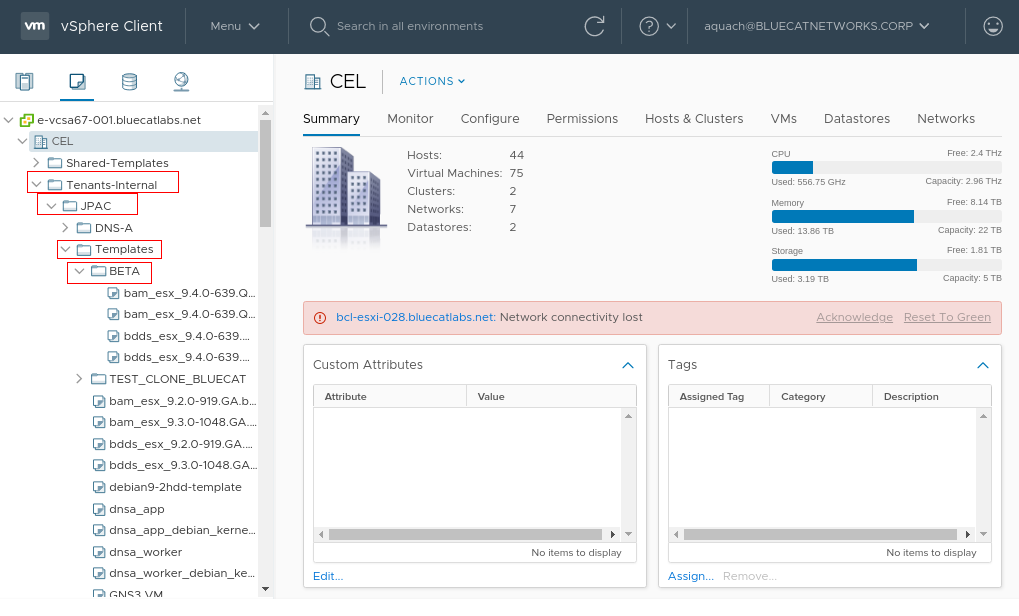 vm vSphere Client Menu Search in all environments ? aquach@BLUECATNETWORKS.CORP
e-vcsa67-001.bluecatlabs.net
CEL
Shared-Templates
Tenants-Internal
JPAC
DNS-A
Templates
BETA
bam_esx_9.4.0-639.Q...
bam_esx_9.4.0-639.Q...
bdds_esx_9.4.0-639....
bdds_esx_9.4.0-639....
TEST_CLONE_BLUECAT
bam_esx_9.2.0-919.GA.b...
bam_esx_9.3.0-1048.GA....
bdds_esx_9.2.0-919.GA....
bdds_esx_9.3.0-1048.GA...
debian9-2hdd-template
dnsa_app
dnsa_app_debian_kerne...
dnsa_worker
dnsa_worker_debian_ke...
GNS3 VM
CEL ACTIONS
Summary Monitor Configure Permissions Hosts & Clusters VMs Datastores Networks
Hosts: 44
Virtual Machines: 75
Clusters: 2
Networks: 7
Datastores: 2
CPU Free: 2.4 THz
Used: 556.75 GHz Capacity: 2.96 THz
Memory Free: 8.14 TB
Used: 13.86 TB Capacity: 22 TB
Storage Free: 1.81 TB
Used: 3.19 TB Capacity: 5 TB
bcl-esxi-028.bluecatlabs.net: Network connectivity lost Acknowledge Reset To Green
Custom Attributes
Attribute Value
No items to display
Edit...
Tags
Assigned Tag Category Description
No items to display
Assign... Remove...